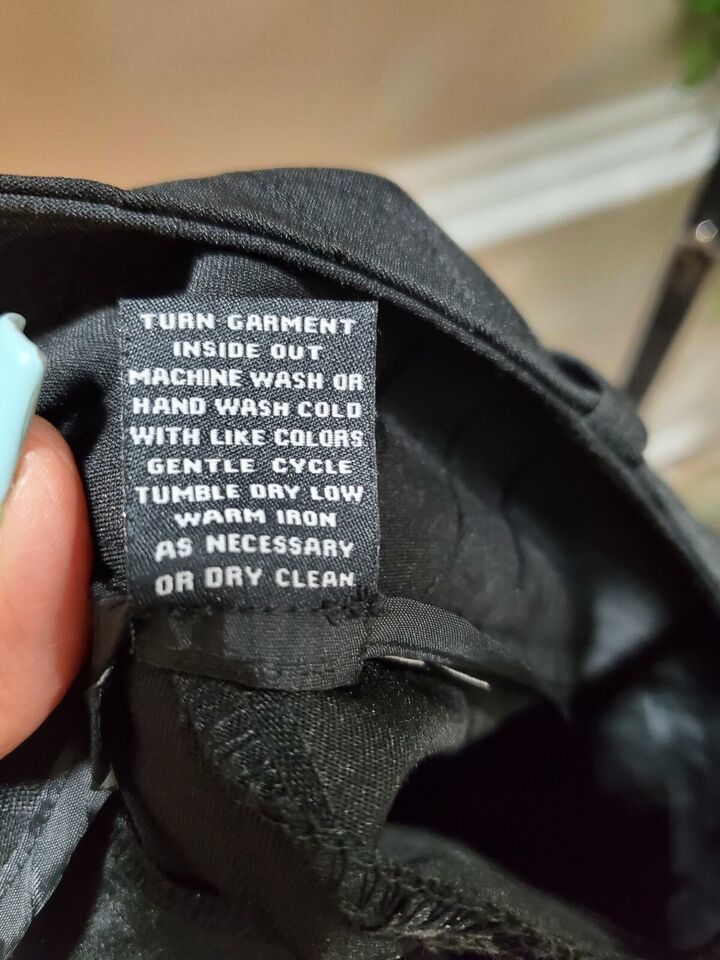 TURN GARMENT
INSIDE OUT
MACHINE WASH OR
HAND WASH COLD
WITH LIKE COLORS
GENTLE CYCLE
TUMBLE DRY LOW
WARM IRON
AS NECESSARY
OR DRY CLEAN